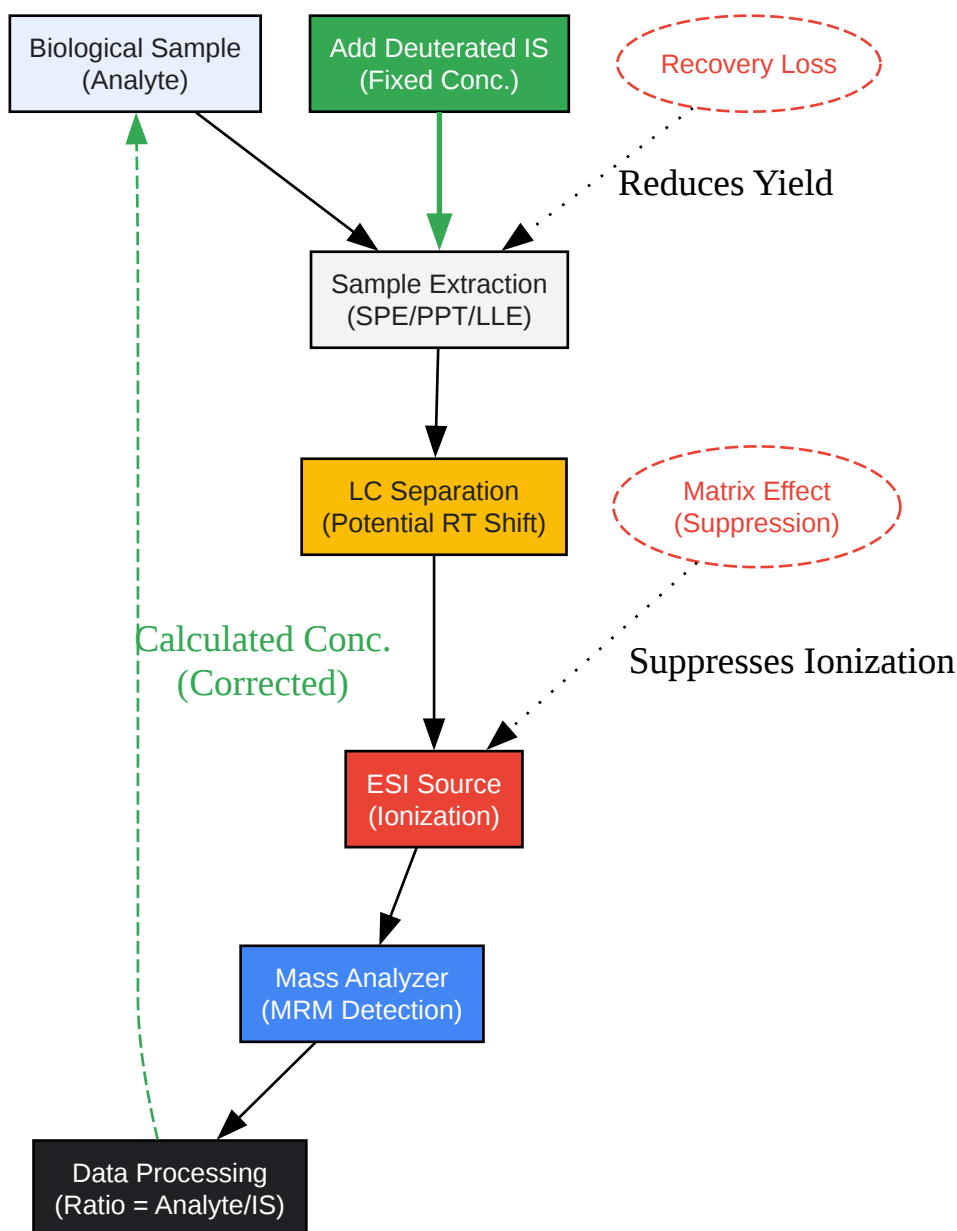 Biological Sample
(Analyte)
Add Deuterated IS
(Fixed Conc.)
Recovery Loss
Reduces Yield
Sample Extraction
(SPE/PPT/LLE)
LC Separation
(Potential RT Shift)
Matrix Effect
(Suppression)
Calculated Conc.
(Corrected)
Suppresses Ionization
ESI Source
(Ionization)
Mass Analyzer
(MRM Detection)
Data Processing
(Ratio = Analyte/IS)